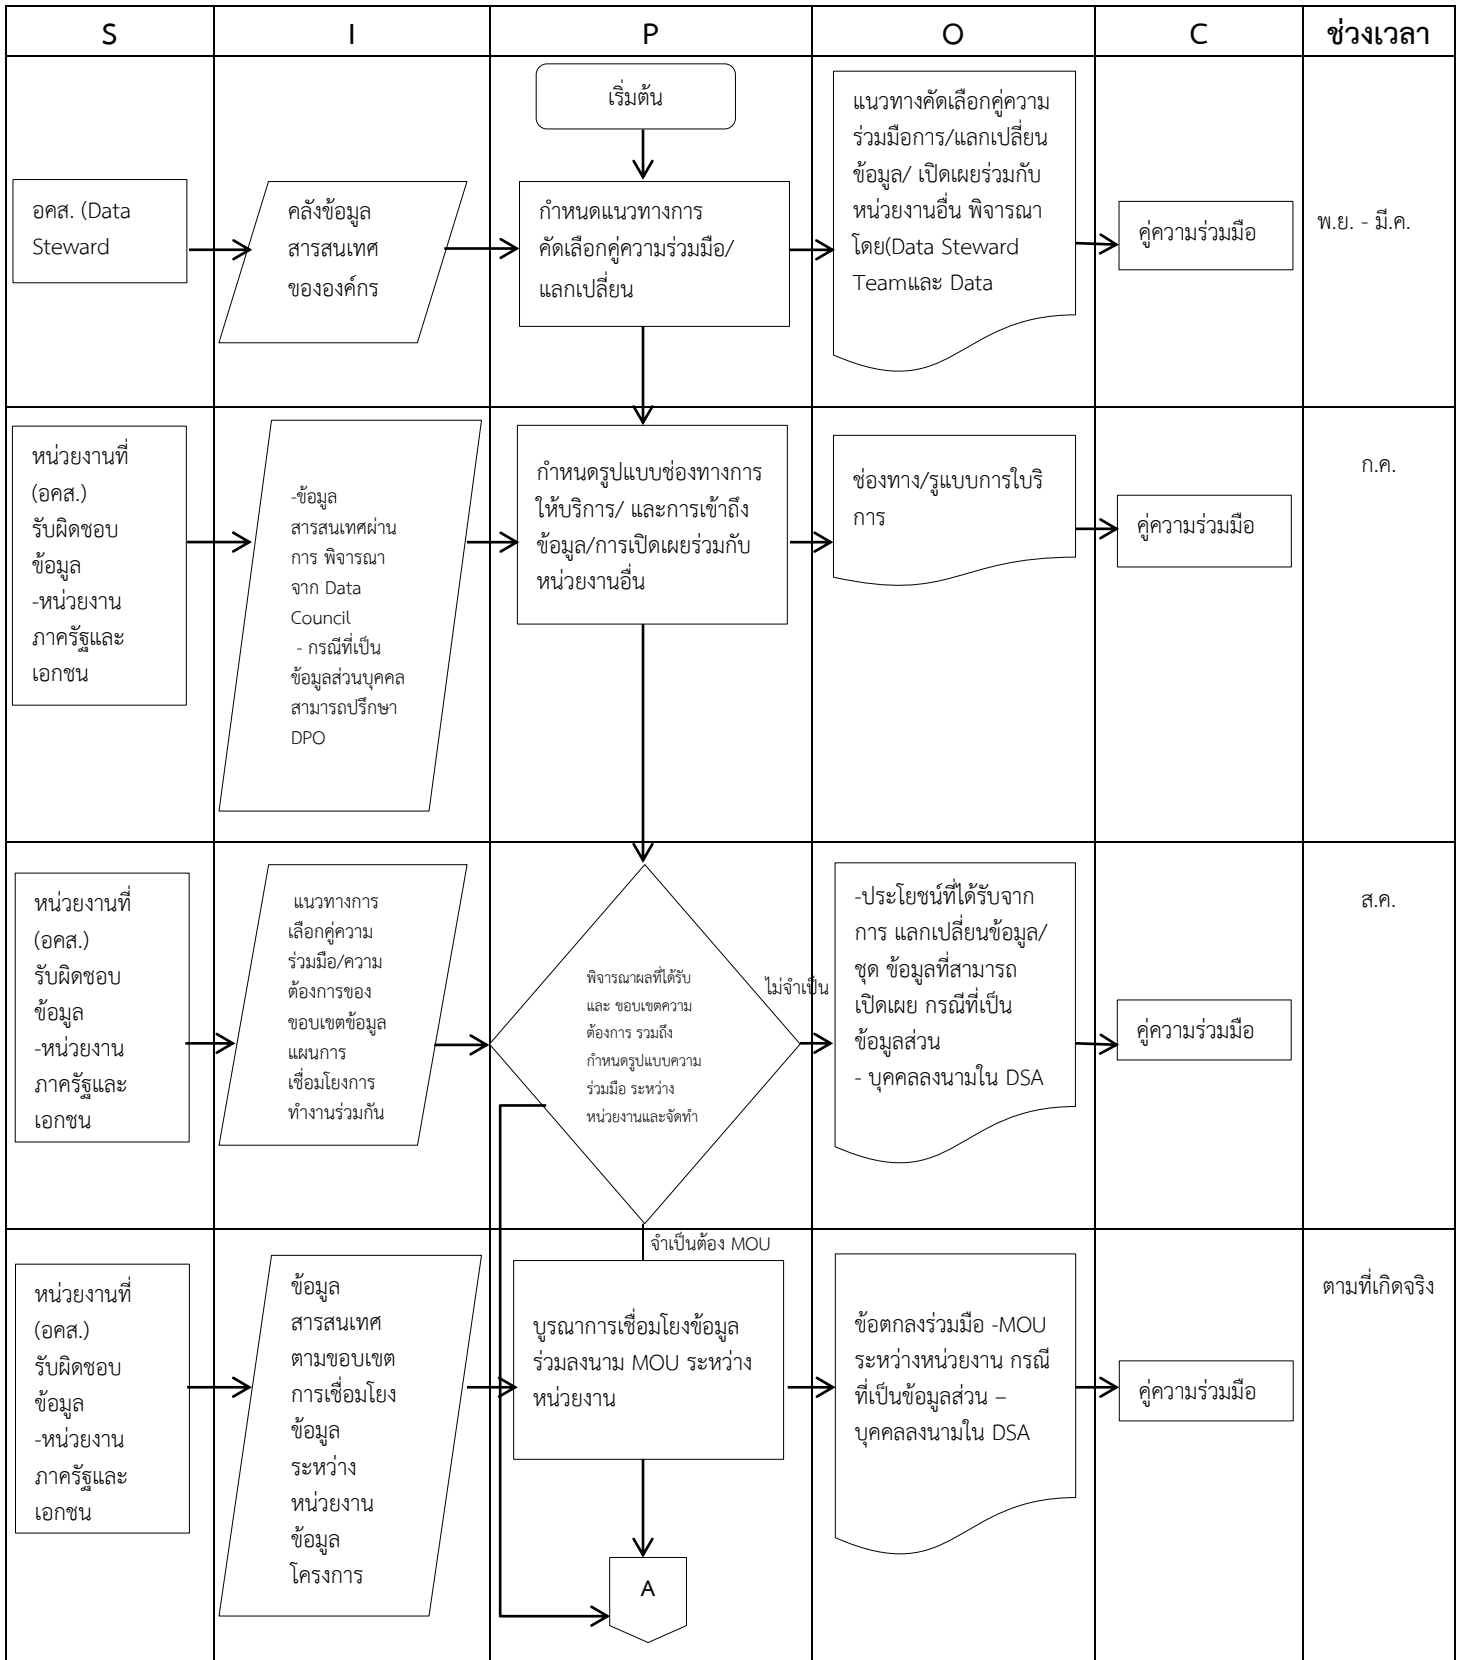 S
I
P
O
C
ช่วงเวลา
เริ่มต้น
อคส. (Data
Steward
คลังข้อมูล
สารสนเทศ
ขององค์กร
กำหนดแนวทางการ
คัดเลือกคู่ความร่วมมือ/
แลกเปลี่ยน
แนวทางคัดเลือกคู่ความ
ร่วมมือการ/แลกเปลี่ยน
ข้อมูล/ เปิดเผยร่วมกับ
หน่วยงานอื่น พิจารณา
โดย(Data Steward
Teamและ Data
คู่ความร่วมมือ
พ.ย. - มี.ค.
หน่วยงานที่
(อคส.)
รับผิดชอบ
ข้อมูล
-หน่วยงาน
ภาครัฐและ
เอกชน
-ข้อมูล
สารสนเทศผ่าน
การ พิจารณา
จาก Data
Council
- กรณีที่เป็น
ข้อมูลส่วนบุคคล
สามารถปรึกษา
DPO
กำหนดรูปแบบช่องทางการ
ให้บริการ/ และการเข้าถึง
ข้อมูล/การเปิดเผยร่วมกับ
หน่วยงานอื่น
ช่องทาง/รูแบบการใบริ
การ
คู่ความร่วมมือ
ก.ค.
หน่วยงานที่
(อคส.)
รับผิดชอบ
ข้อมูล
-หน่วยงาน
ภาครัฐและ
เอกชน
แนวทางการ
เลือกคู่ความ
ร่วมมือ/ความ
ต้องการของ
ขอบเขตข้อมูล
แผนการ
เชื่อมโยงการ
ทำงานร่วมกัน
พิจารณาผลที่ได้รับ
และ ขอบเขตความ
ต้องการ รวมถึง
กำหนดรูปแบบความ
ร่วมมือ ระหว่าง
หน่วยงานและจัดทำ
ไม่จำเป็น
-ประโยชน์ที่ได้รับจาก
การ แลกเปลี่ยนข้อมูล/
ชุด ข้อมูลที่สามารถ
เปิดเผย กรณีที่เป็น
ข้อมูลส่วน
- บุคคลลงนามใน DSA
คู่ความร่วมมือ
ส.ค.
จำเป็นต้อง MOU
หน่วยงานที่
(อคส.)
รับผิดชอบ
ข้อมูล
-หน่วยงาน
ภาครัฐและ
เอกชน
ข้อมูล
สารสนเทศ
ตามขอบเขต
การเชื่อมโยง
ข้อมูล
ระหว่าง
หน่วยงาน
ข้อมูล
โครงการ
บูรณาการเชื่อมโยงข้อมูล
ร่วมลงนาม MOU ระหว่าง
หน่วยงาน
ข้อตกลงร่วมมือ -MOU
ระหว่างหน่วยงาน กรณี
ที่เป็นข้อมูลส่วน –
บุคคลลงนามใน DSA
คู่ความร่วมมือ
ตามที่เกิดจริง
A